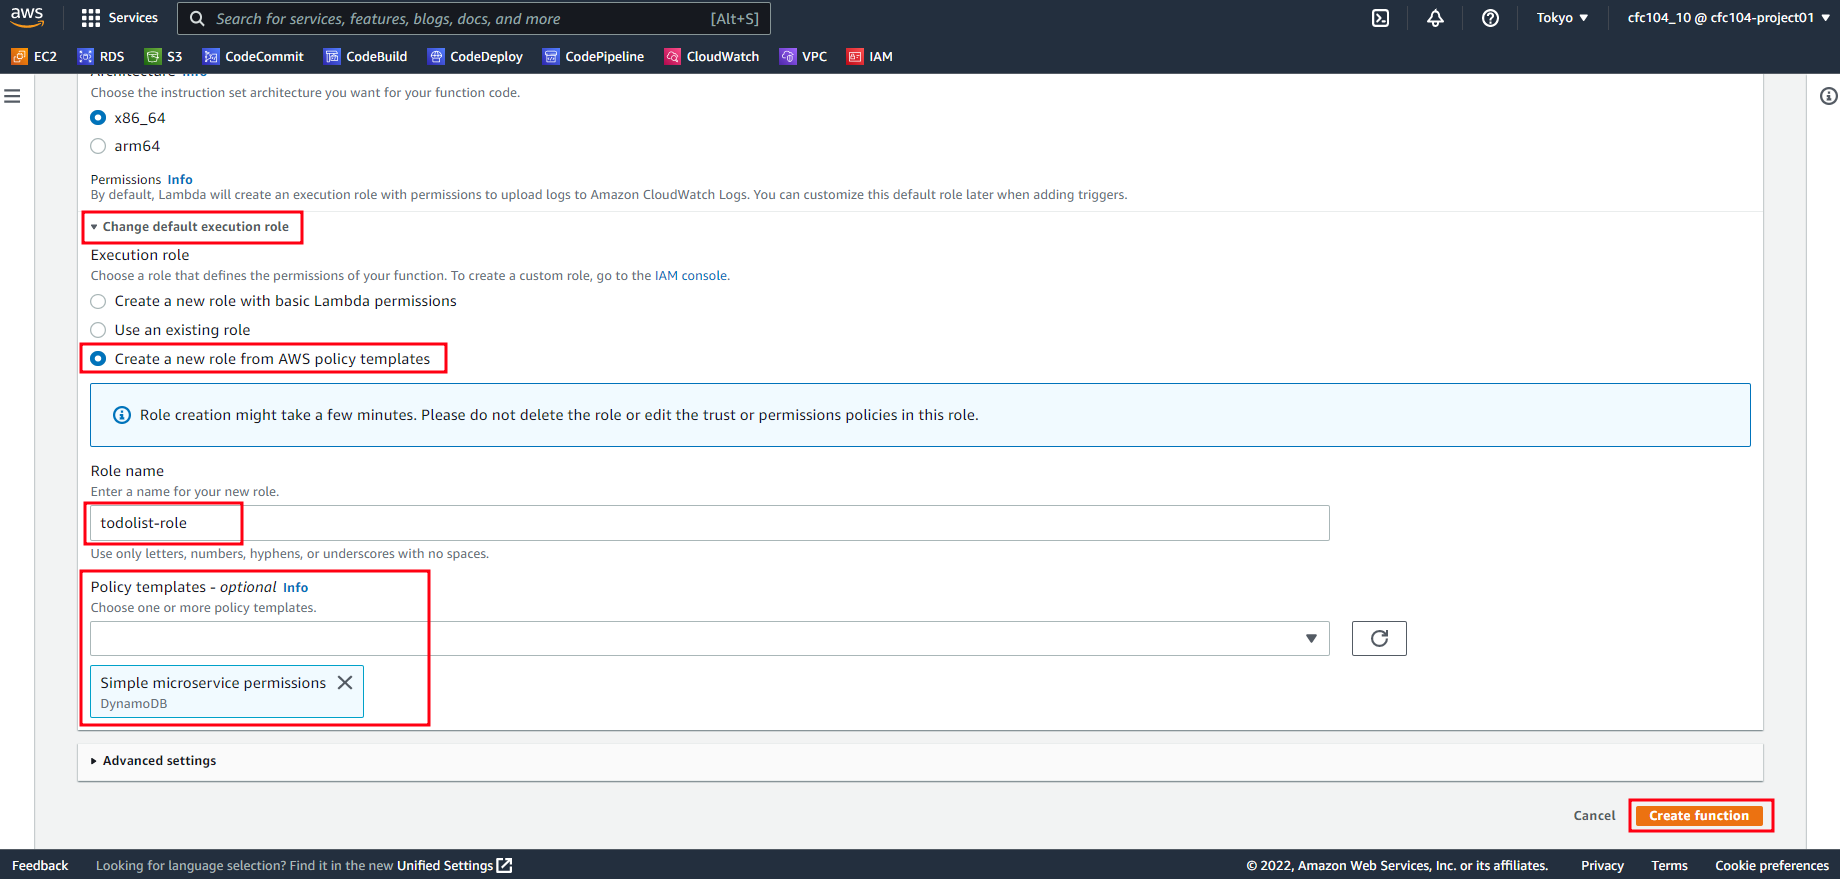 aws Services Search for services, features, blogs, docs, and more [Alt+S] Tokyo ▼ cfc104_10 @ cfc104-project01 ▼
EC2 RDS S3 CodeCommit CodeBuild CodeDeploy CodePipeline CloudWatch VPC IAM
Architecture Info
Choose the instruction set architecture you want for your function code.
x86_64
arm64
Permissions Info
By default, Lambda will create an execution role with permissions to upload logs to Amazon CloudWatch Logs. You can customize this default role later when adding triggers.
Change default execution role
Execution role
Choose a role that defines the permissions of your function. To create a custom role, go to the IAM console.
Create a new role with basic Lambda permissions
Use an existing role
Create a new role from AWS policy templates
Role creation might take a few minutes. Please do not delete the role or edit the trust or permissions policies in this role.
Role name
Enter a name for your new role.
todolist-role
Use only letters, numbers, hyphens, or underscores with no spaces.
Policy templates - optional Info
Choose one or more policy templates.
Simple microservice permissions
DynamoDB
Advanced settings
Cancel Create function
Feedback Looking for language selection? Find it in the new Unified Settings © 2022, Amazon Web Services, Inc. or its affiliates. Privacy Terms Cookie preferences